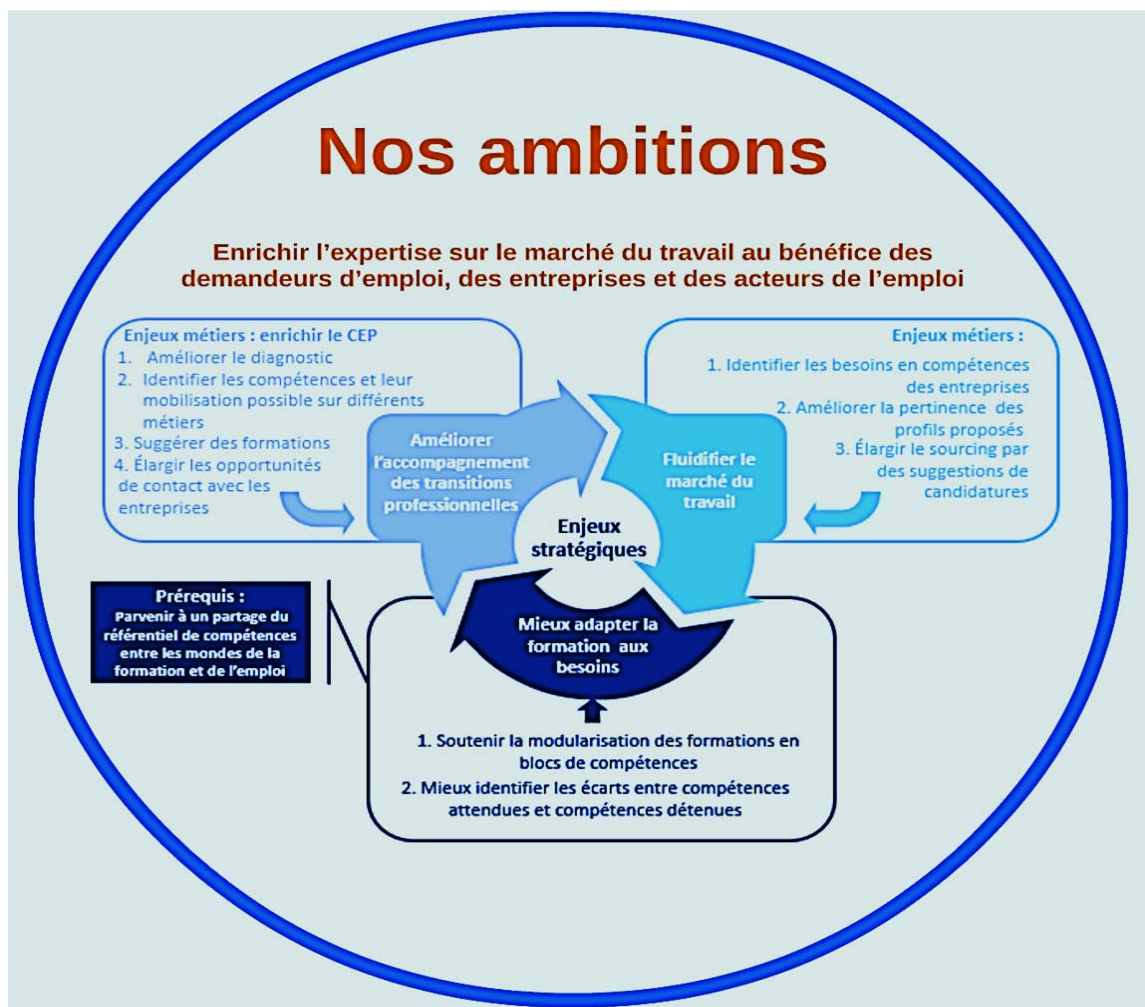 Nos ambitions
Enrichir l’expertise sur le marché du travail au bénéfice des
demandeurs d’emploi, des entreprises et des acteurs de l’emploi
Enjeux métiers : enrichir le CEP
1. Améliorer le diagnostic
2. Identifier les compétences et leur
mobilisation possible sur différents
métiers
3. Suggérer des formations
4. Élargir les opportunités
de contact avec les
entreprises
Améliorer
l’accompagnement
des transitions
professionnelles
Enjeux métiers :
1. Identifier les besoins en compétences
des entreprises
2. Améliorer la pertinence des
profils proposés
3. Élargir le sourcing par
des suggestions de
candidatures
Fluidifier le
marché du
travail
Enjeux
stratégiques
Prérequis :
Parvenir à un partage du
référentiel de compétences
entre les mondes de la
formation et de l’emploi
Mieux adapter la
formation aux
besoins
1. Soutenir la modularisation des formations en
blocs de compétences
2. Mieux identifier les écarts entre compétences
attendues et compétences détenues